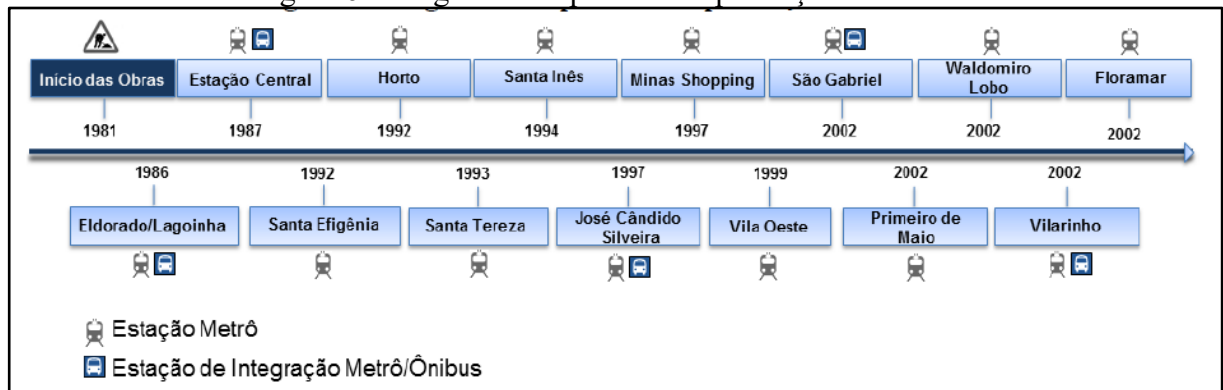 Início das Obras
Estação Central
Horto
Santa Inês
Minas Shopping
São Gabriel
Waldomiro
Lobo
Floramar
1981
1987
1992
1994
1997
2002
2002
2002
1986
1992
1993
1997
1999
2002
2002
Eldorado/Lagoinha
Santa Efigênia
Santa Tereza
José Cândido
Silveira
Vila Oeste
Primeiro de
Maio
Vilarinho
Estação Metrô
Estação de Integração Metrô/Ônibus